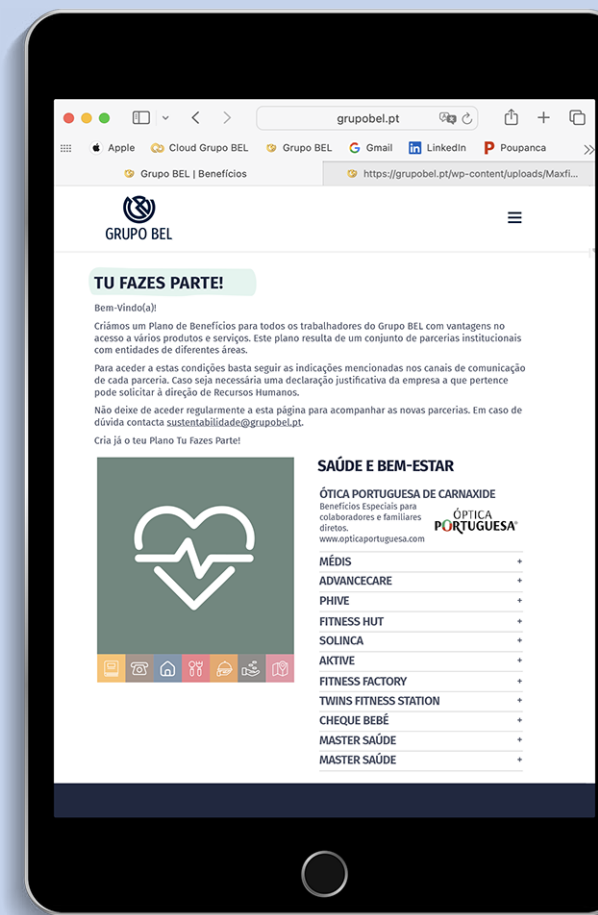 grupobel.pt
Apple
Cloud Grupo BEL
Grupo BEL
Gmail
LinkedIn
Poupanca
Grupo BEL | Benefícios
https://grupobel.pt/wp-content/uploads/Maxfi...
GRUPO BEL
TU FAZES PARTE!
Bem-Vindo(a)!
Criámos um Plano de Benefícios para todos os trabalhadores do Grupo BEL com vantagens no
acesso a vários produtos e serviços. Este plano resulta de um conjunto de parcerias institucionais
com entidades de diferentes áreas.
Para aceder a estas condições basta seguir as indicações mencionadas nos canais de comunicação
de cada parceria. Caso seja necessária uma declaração justificativa da empresa a que pertence
pode solicitar à direção de Recursos Humanos.
Não deixe de aceder regularmente a esta página para acompanhar as novas parcerias. Em caso de
dúvida contacta sustentabilidade@grupobel.pt.
Cria já o teu Plano Tu Fazes Parte!
SAÚDE E BEM-ESTAR
ÓTICA PORTUGUESA DE CARNAXIDE
Benefícios Especiais para
colaboradores e familiares
diretos.
www.opticaportuguesa.com
ÓPTICA
PORTUGUESA®
MÉDIS +
ADVANCECARE +
PHIVE +
FITNESS HUT +
SOLINCA +
AKTIVE +
FITNESS FACTORY +
TWINS FITNESS STATION +
CHEQUE BEBÉ +
MASTER SAÚDE +
MASTER SAÚDE +